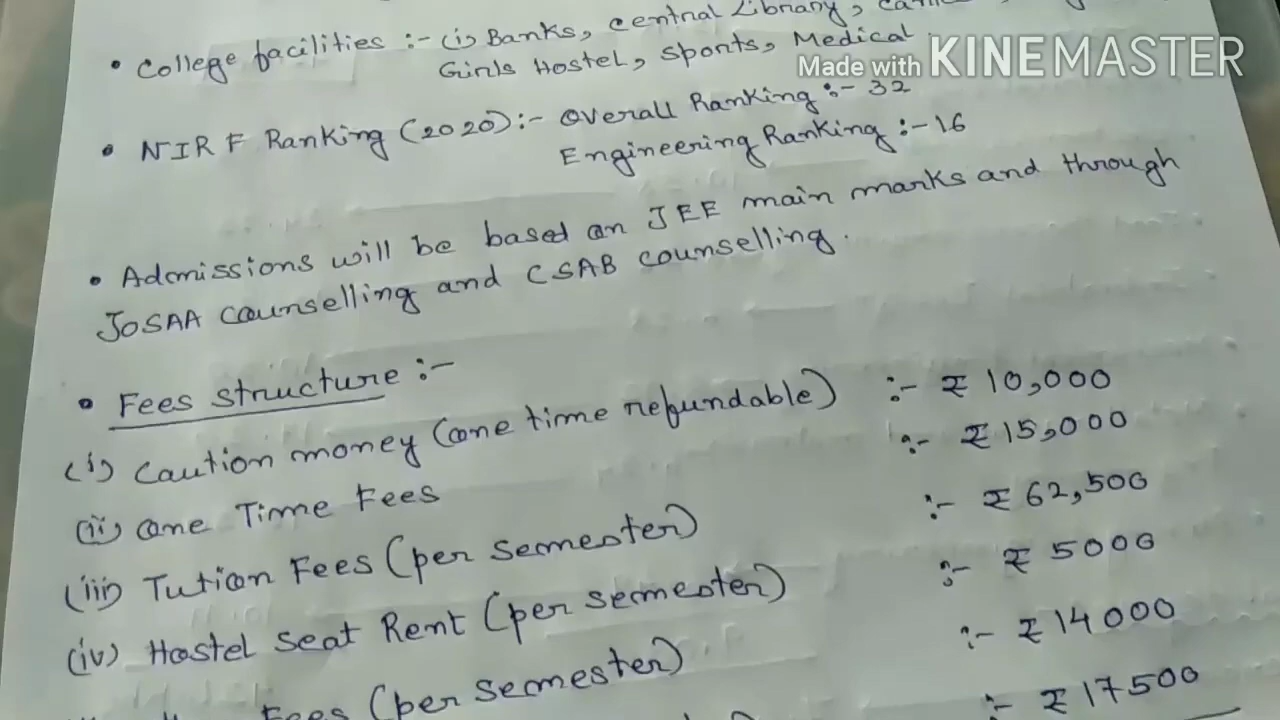 • College facilities :- (i) Banks, central Library,
Girls Hostel, sports, Medical
Made with KINEMASTER
• NIRF Ranking (2020):- Overall Ranking :- 32
Engineering Ranking :- 16
• Admissions will be based on JEE main marks and through
JOSAA counselling and CSAB counselling.
• Fees structure :-
(i) Caution money (one time refundable) :- ₹ 10,000
(ii) One Time Fees :- ₹ 15,000
(iii) Tution Fees (per semester) :- ₹ 62,500
(iv) Hostel Seat Rent (per semester) :- ₹ 5000
Fees (per semester) :- ₹ 14000
:- ₹ 17500